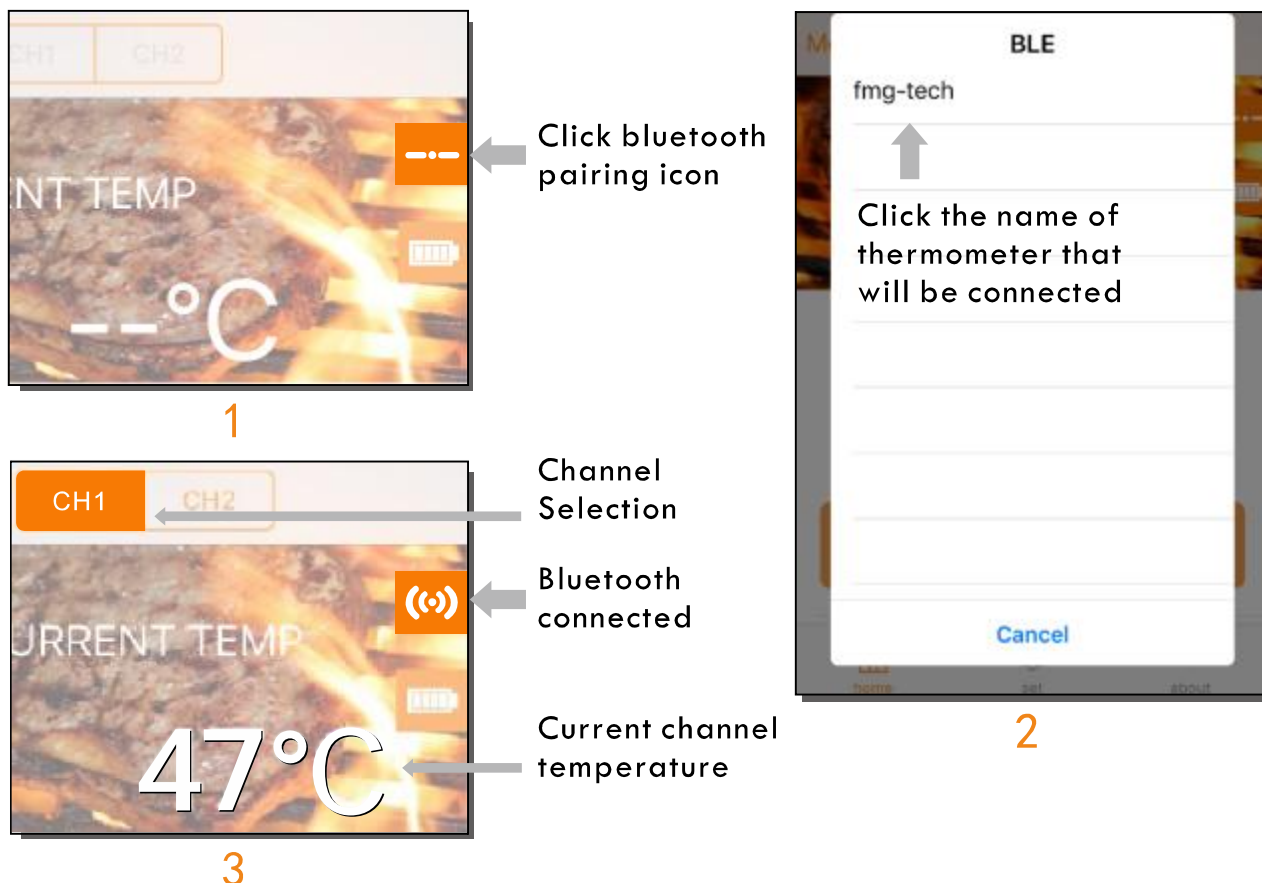 CH1 CH2
NT TEMP
--°C
Click bluetooth
pairing icon
1
BLE
fmg-tech
Click the name of
thermometer that
will be connected
Cancel
home set about
2
CH1 CH2
URRENT TEMP
47°C
Channel
Selection
Bluetooth
connected
Current channel
temperature
3